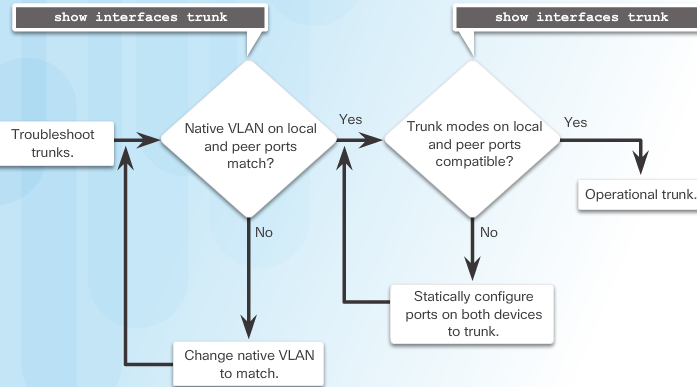 show interfaces trunk
show interfaces trunk
Troubleshoot
trunks.
Native VLAN on local
and peer ports
match?
Yes
Trunk modes on local
and peer ports
compatible?
Yes
Operational trunk.
No
No
Statically configure
ports on both devices
to trunk.
Change native VLAN
to match.